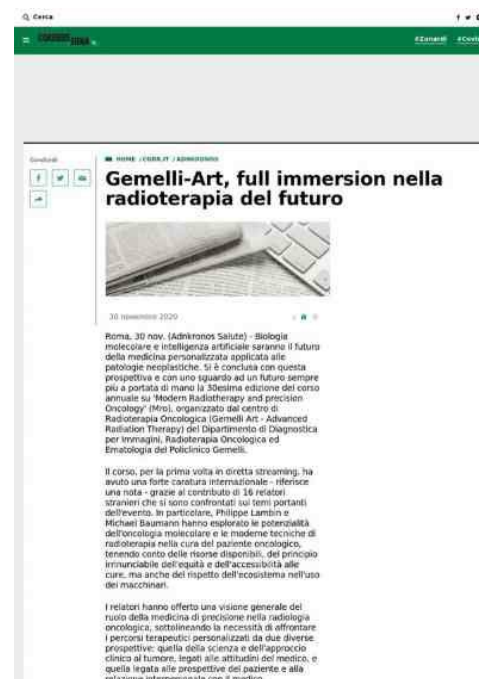 Cerca
#Zanardi
Condividi
HOME / CORR.IT / ADNKRONOS
Gemelli-Art, full immersion nella
radioterapia del futuro
30 novembre 2020
Roma, 30 nov. (Adnkronos Salute) - Biologia
molecolare e intelligenza artificiale saranno il futuro
della medicina personalizzata applicata alle
patologie neoplastiche. Si è conclusa con questa
prospettiva e con uno sguardo ad un futuro sempre
più a portata di mano la 30esima edizione del corso
annuale su 'Modern Radiotherapy and precision
Oncology' (Mro), organizzato dal centro di
Radioterapia Oncologica (Gemelli Art - Advanced
Radiation Therapy) del Dipartimento di Diagnostica
per Immagini, Radioterapia Oncologica ed
Ematologia del Policlinico Gemelli.
Il corso, per la prima volta in diretta streaming, ha
avuto una forte caratura internazionale - riferisce
una nota - grazie al contributo di 16 relatori
stranieri che si sono confrontati sui temi portanti
dell'evento. In particolare, Philippe Lambin e
Michael Baumann hanno esplorato le potenzialità
dell'oncologia molecolare e le moderne tecniche di
radioterapia nella cura del paziente oncologico,
tenendo conto delle risorse disponibili, del principio
irrinunciabile dell'equità e dell'accessibilità alle
cure, ma anche del rispetto dell'ecosistema nell'uso
dei macchinari.
I relatori hanno offerto una visione generale del
ruolo della medicina di precisione nella radiologia
oncologica, sottolineando la necessità di affrontare
i percorsi terapeutici personalizzati da due diverse
prospettive: quella della scienza e dell'approccio
clinico al tumore, legati alle attitudini del medico, e
quella legata alle prospettive del paziente e alla
relazione interpersonale con il medico